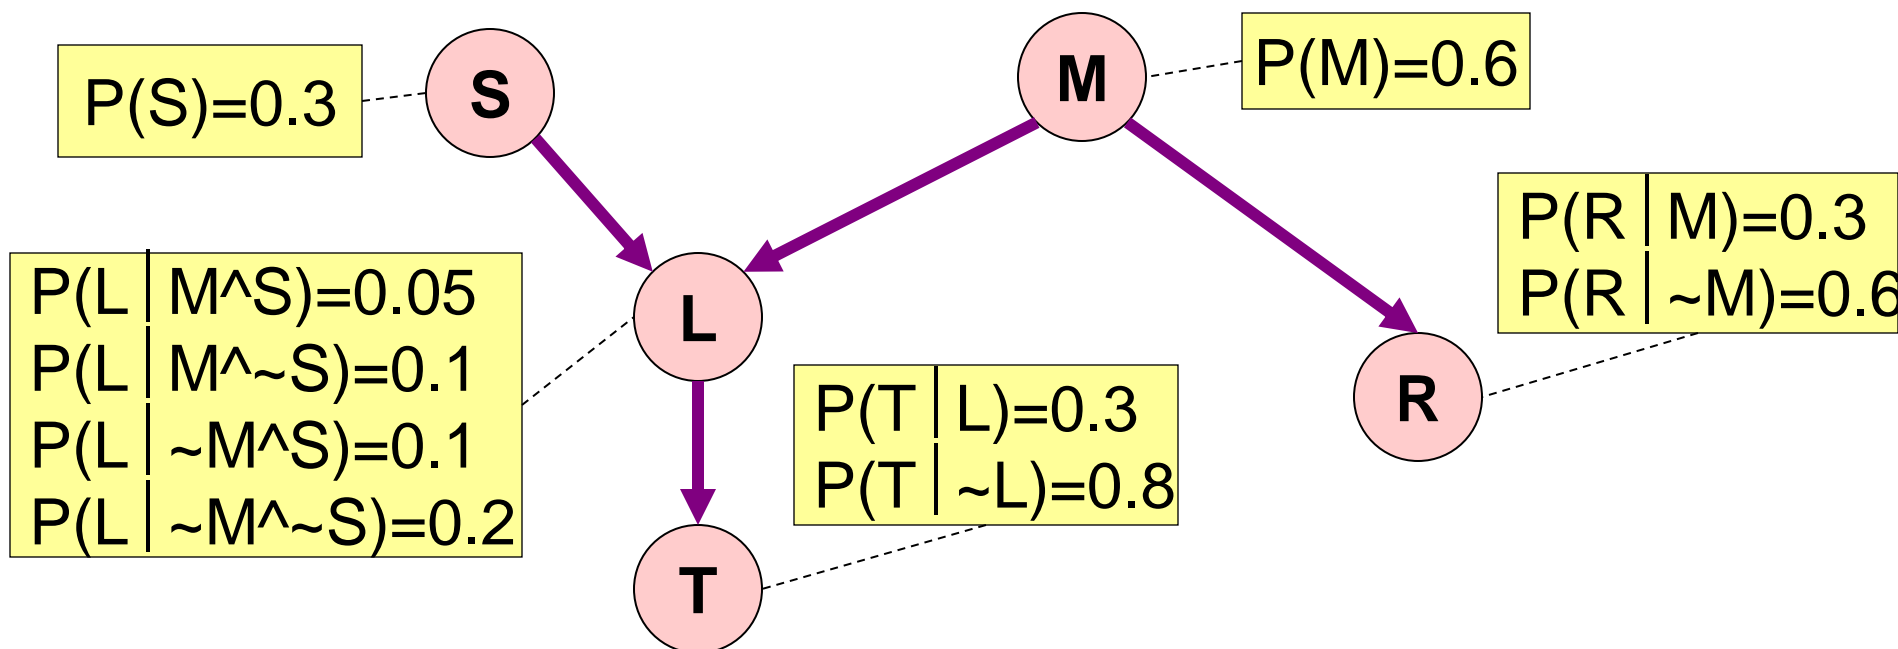 P(S)=0.3
S
M
P(M)=0.6
P(R | M)=0.3
P(R | ~M)=0.6
P(L | M^S)=0.05
P(L | M^~S)=0.1
P(L | ~M^S)=0.1
P(L | ~M^~S)=0.2
L
P(T | L)=0.3
P(T | ~L)=0.8
R
T